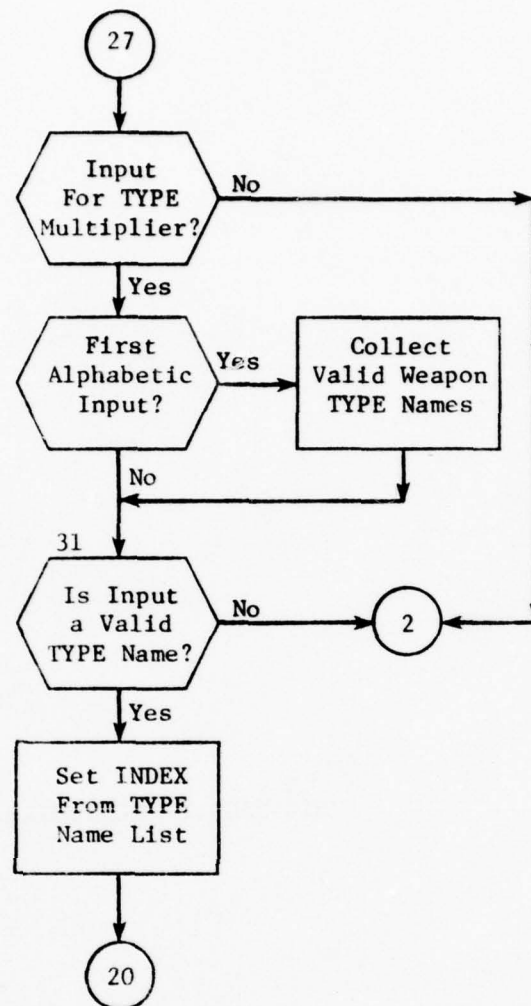 27
Input
For TYPE
Multiplier?
No
Yes
First
Alphabetic
Input?
Yes
Collect
Valid Weapon
TYPE Names
No
31
Is Input
a Valid
TYPE Name?
No
2
Yes
Set INDEX
From TYPE
Name List
20